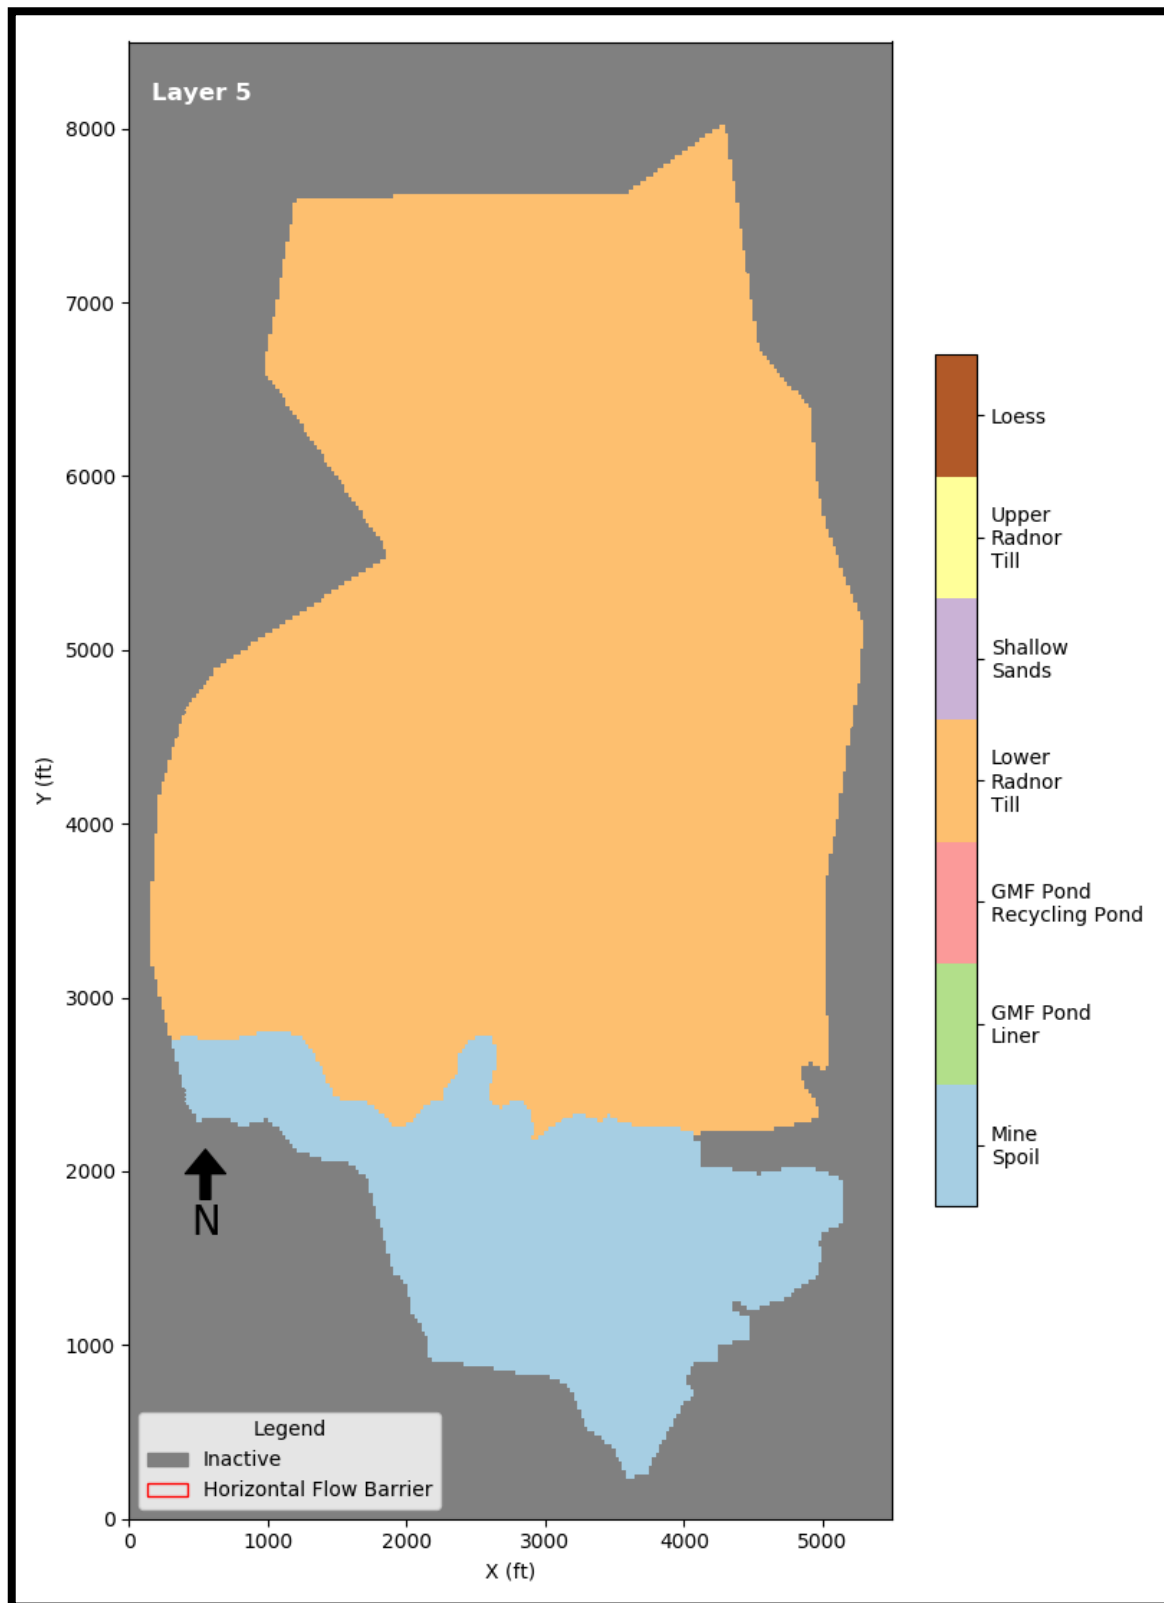 Layer 5
8000
7000
6000
5000
4000
3000
2000
1000
0
Y (ft)
N
Legend
Inactive
Horizontal Flow Barrier
0 1000 2000 3000 4000 5000
X (ft)
Loess
Upper
Radnor
Till
Shallow
Sands
Lower
Radnor
Till
GMF Pond
Recycling Pond
GMF Pond
Liner
Mine
Spoil